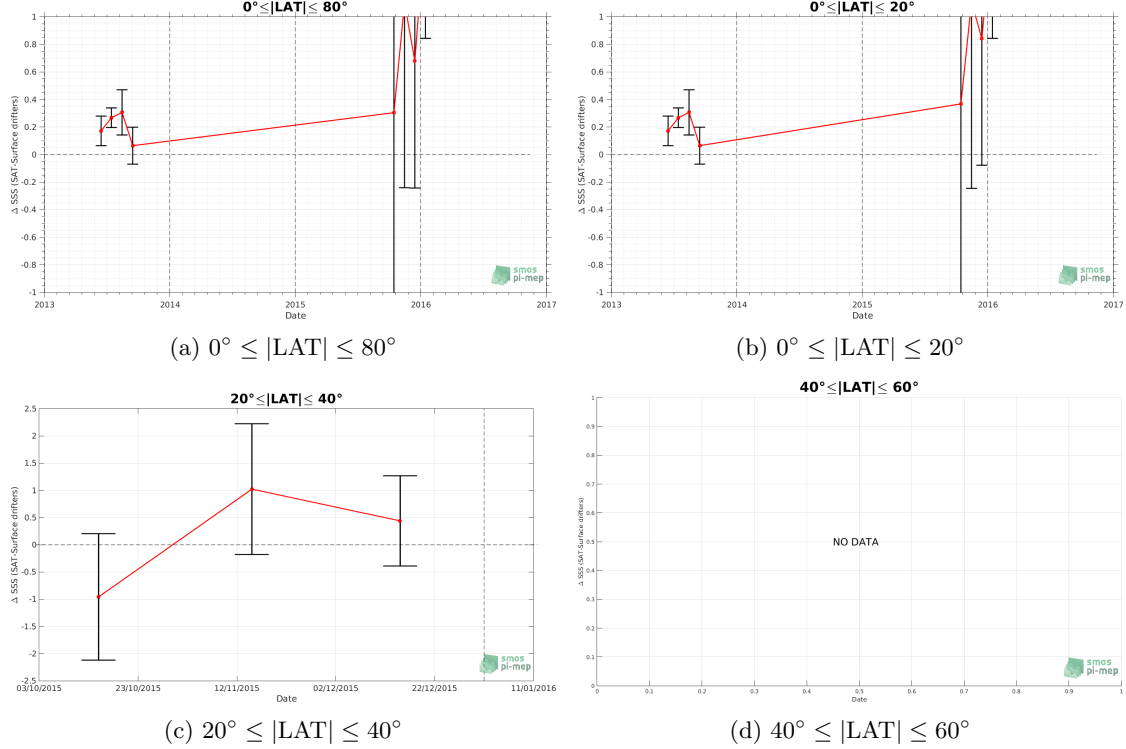 0°≤|LAT|≤ 80°
1
0.8
0.6
0.4
0.2
0
-0.2
-0.4
-0.6
-0.8
-1
Δ SSS (SAT-Surface drifters)
2013
2014
2015
2016
2017
Date
smos
pi-mep
(a) 0° ≤ |LAT| ≤ 80°
0°≤|LAT|≤ 20°
1
0.8
0.6
0.4
0.2
0
-0.2
-0.4
-0.6
-0.8
-1
Δ SSS (SAT-Surface drifters)
2013
2014
2015
2016
2017
Date
smos
pi-mep
(b) 0° ≤ |LAT| ≤ 20°
20°≤|LAT|≤ 40°
2.5
2
1.5
1
0.5
0
-0.5
-1
-1.5
-2
-2.5
Δ SSS (SAT-Surface drifters)
03/10/2015
23/10/2015
12/11/2015
02/12/2015
22/12/2015
11/01/2016
Date
smos
pi-mep
(c) 20° ≤ |LAT| ≤ 40°
40°≤|LAT|≤ 60°
1
0.9
0.8
0.7
0.6
0.5
0.4
0.3
0.2
0.1
0
Δ SSS (SAT-Surface drifters)
NO DATA
0
0.1
0.2
0.3
0.4
0.5
0.6
0.7
0.8
0.9
1
Date
smos
pi-mep
(d) 40° ≤ |LAT| ≤ 60°